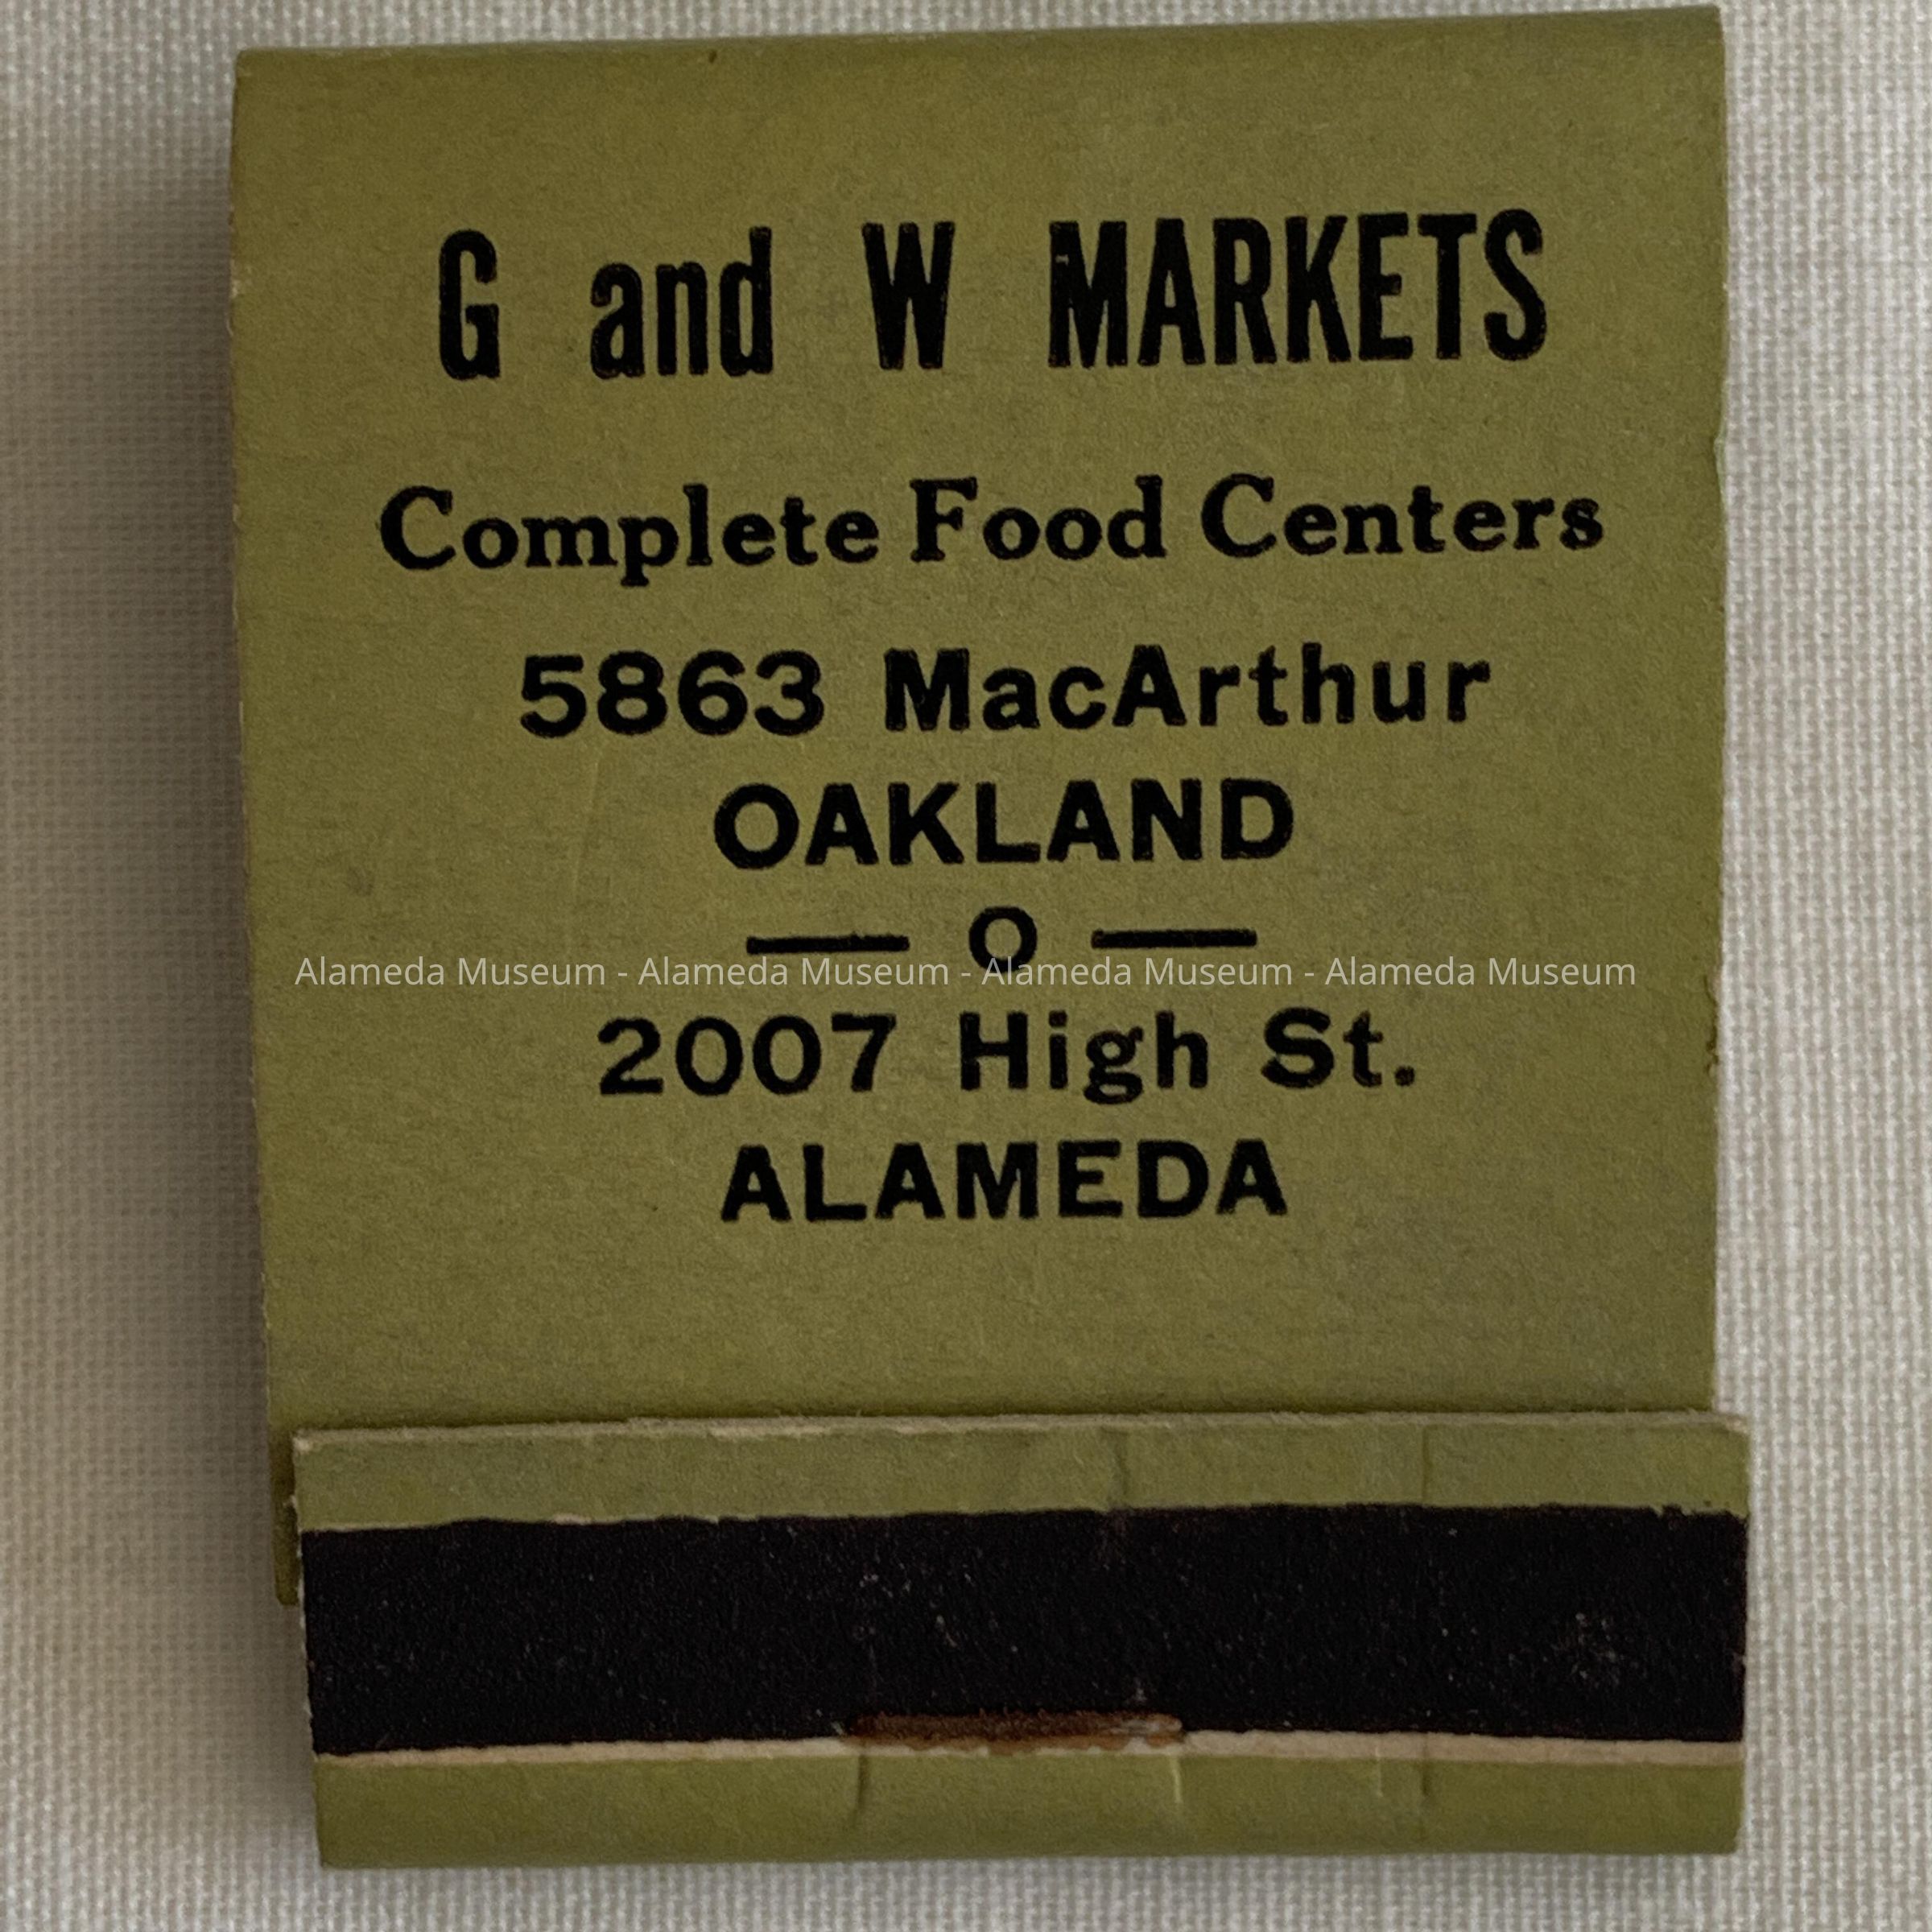 G and W MARKETS
Complete Food Centers
5863 MacArthur
OAKLAND
— O —
Alameda Museum - Alameda Museum - Alameda Museum - Alameda Museum
2007 High St.
ALAMEDA